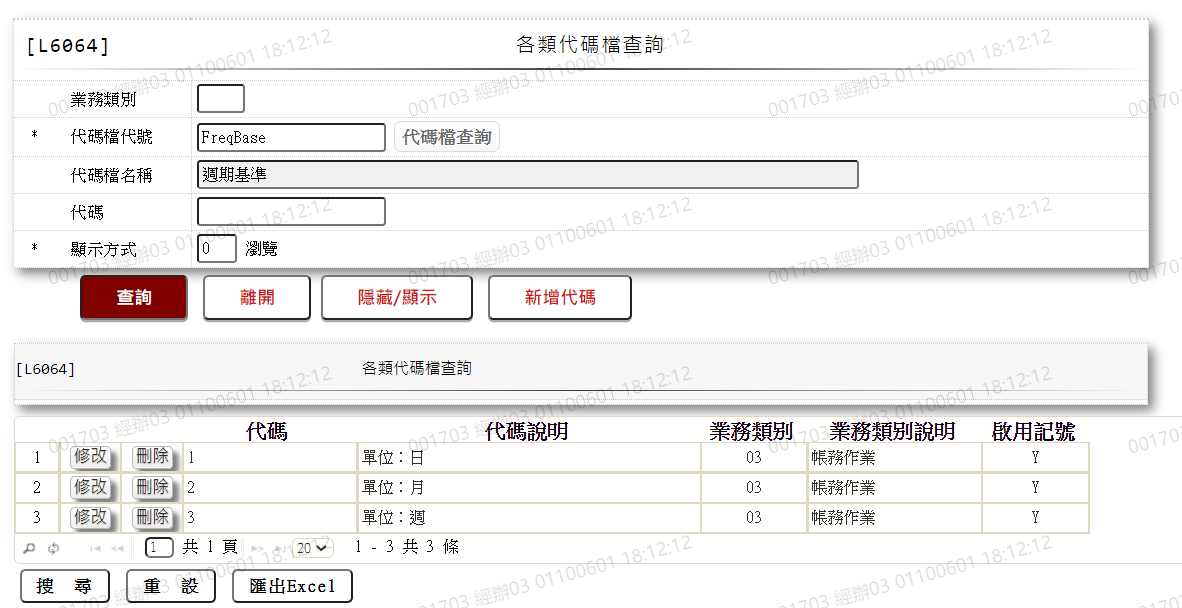 [L6064] 各類代碼檔查詢
業務類別
* 代碼檔代號 FreqBase 代碼檔查詢
代碼檔名稱 週期基準
代碼
* 顯示方式 0 瀏覽
查詢 離開 隱藏/顯示 新增代碼
[L6064] 各類代碼檔查詢
代碼 代碼說明 業務類別 業務類別說明 啟用記號
1 修改 刪除 1 單位：日 03 帳務作業 Y
2 修改 刪除 2 單位：月 03 帳務作業 Y
3 修改 刪除 3 單位：週 03 帳務作業 Y
1 共 1 頁 20 1 - 3 共 3 條
搜 尋 重 設 匯出Excel
001703 經辦03 01100601 18:12:12